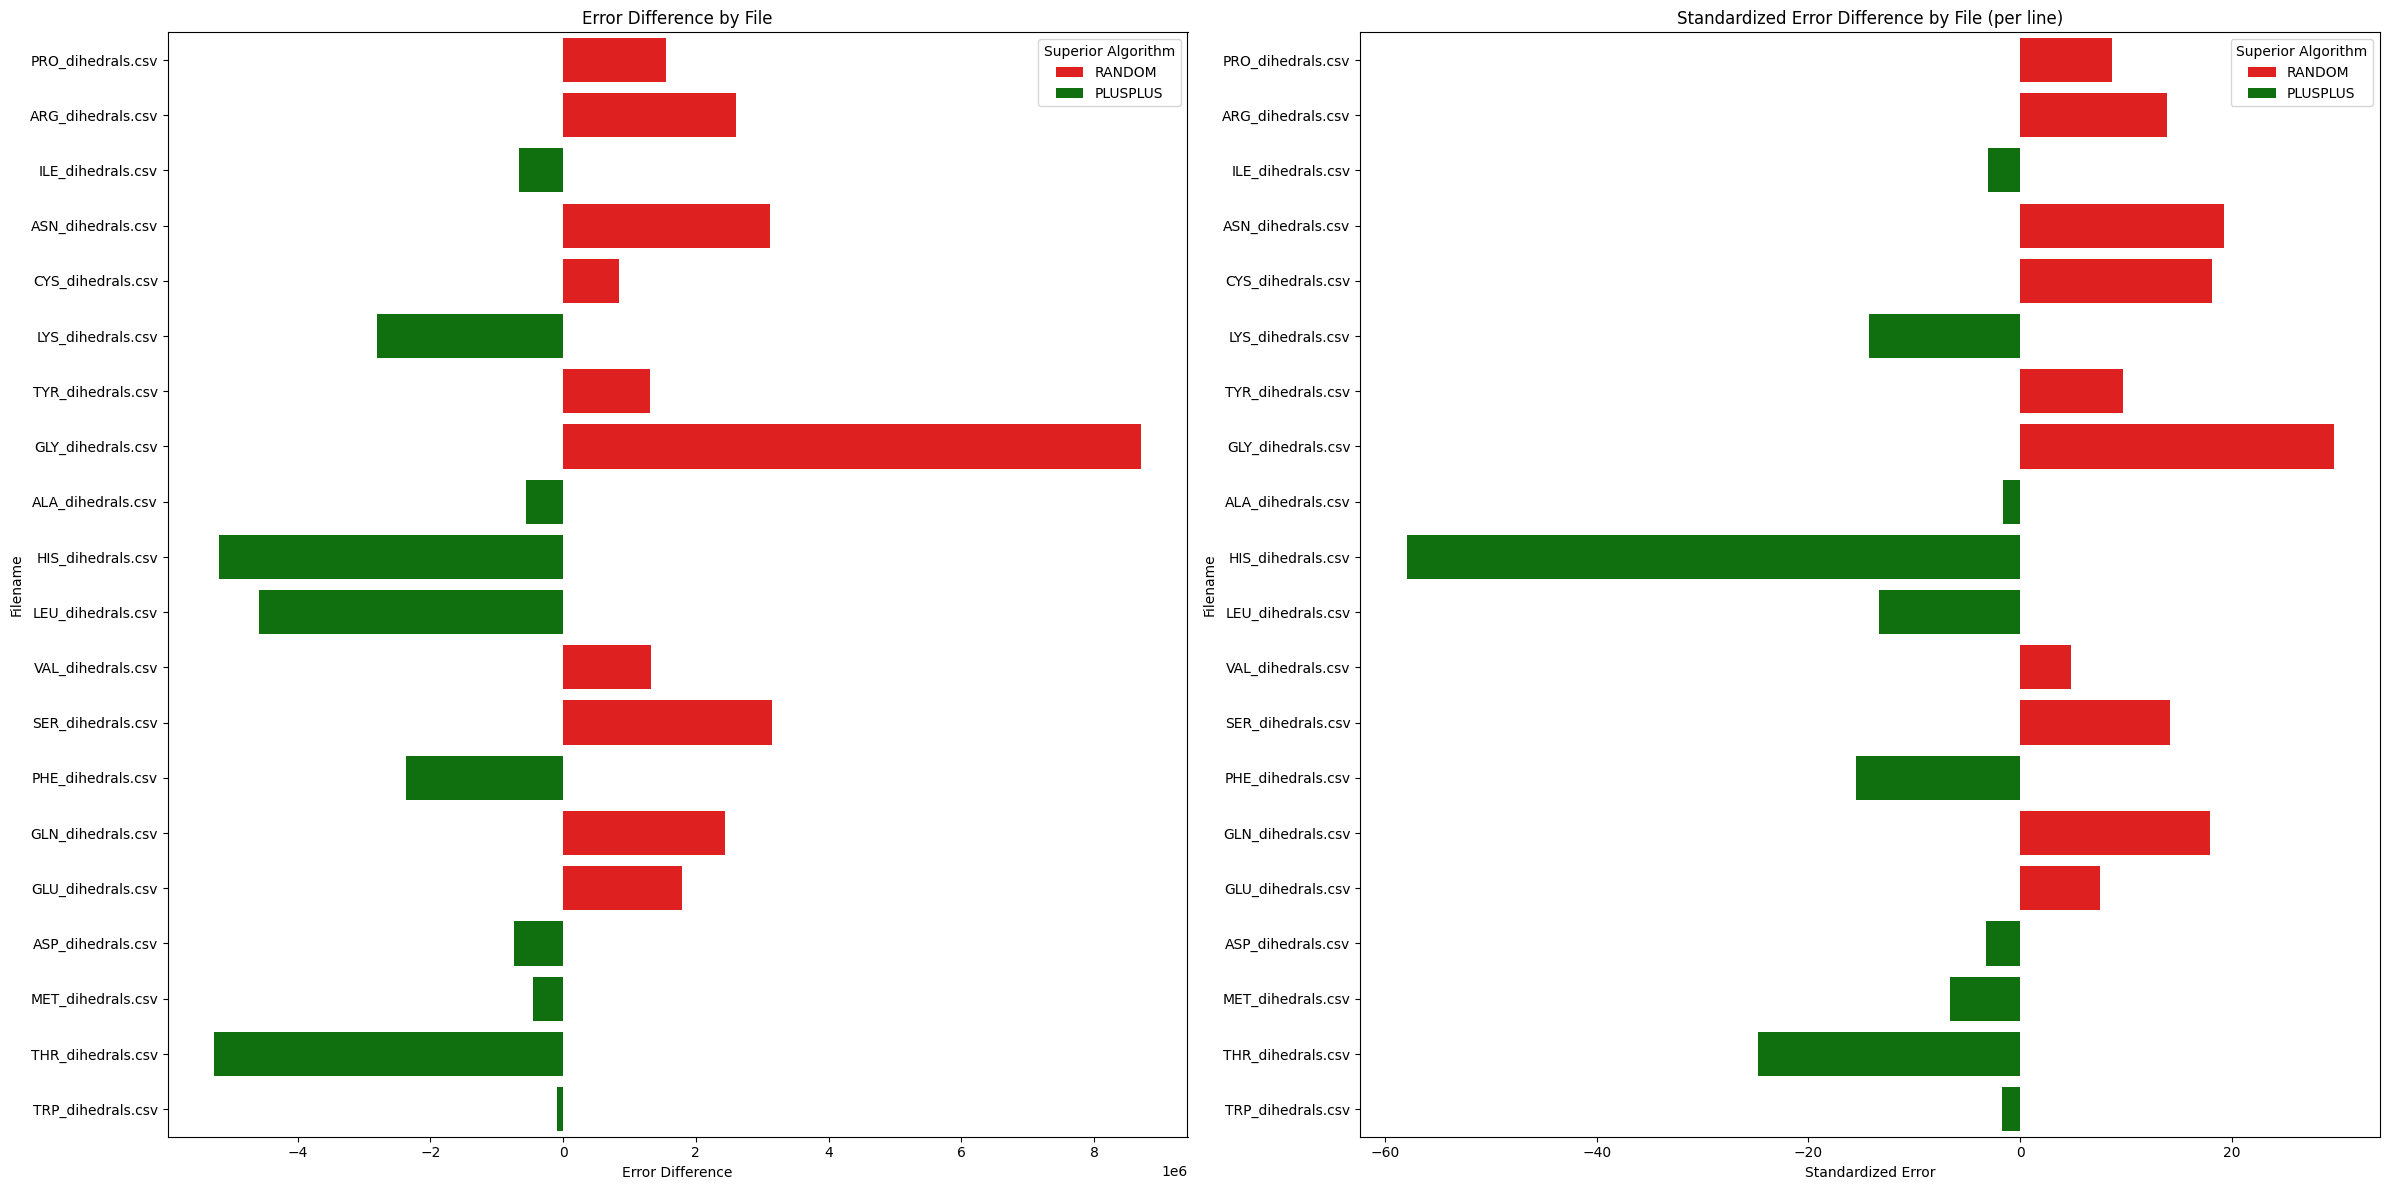 Error Difference by File
Superior Algorithm
RANDOM
PLUSPLUS
Filename
PRO_dihedrals.csv
ARG_dihedrals.csv
ILE_dihedrals.csv
ASN_dihedrals.csv
CYS_dihedrals.csv
LYS_dihedrals.csv
TYR_dihedrals.csv
GLY_dihedrals.csv
ALA_dihedrals.csv
HIS_dihedrals.csv
LEU_dihedrals.csv
VAL_dihedrals.csv
SER_dihedrals.csv
PHE_dihedrals.csv
GLN_dihedrals.csv
GLU_dihedrals.csv
ASP_dihedrals.csv
MET_dihedrals.csv
THR_dihedrals.csv
TRP_dihedrals.csv
−4 −2 0 2 4 6 8
1e6
Error Difference
Standardized Error Difference by File (per line)
Superior Algorithm
RANDOM
PLUSPLUS
Filename
PRO_dihedrals.csv
ARG_dihedrals.csv
ILE_dihedrals.csv
ASN_dihedrals.csv
CYS_dihedrals.csv
LYS_dihedrals.csv
TYR_dihedrals.csv
GLY_dihedrals.csv
ALA_dihedrals.csv
HIS_dihedrals.csv
LEU_dihedrals.csv
VAL_dihedrals.csv
SER_dihedrals.csv
PHE_dihedrals.csv
GLN_dihedrals.csv
GLU_dihedrals.csv
ASP_dihedrals.csv
MET_dihedrals.csv
THR_dihedrals.csv
TRP_dihedrals.csv
−60 −40 −20 0 20
Standardized Error